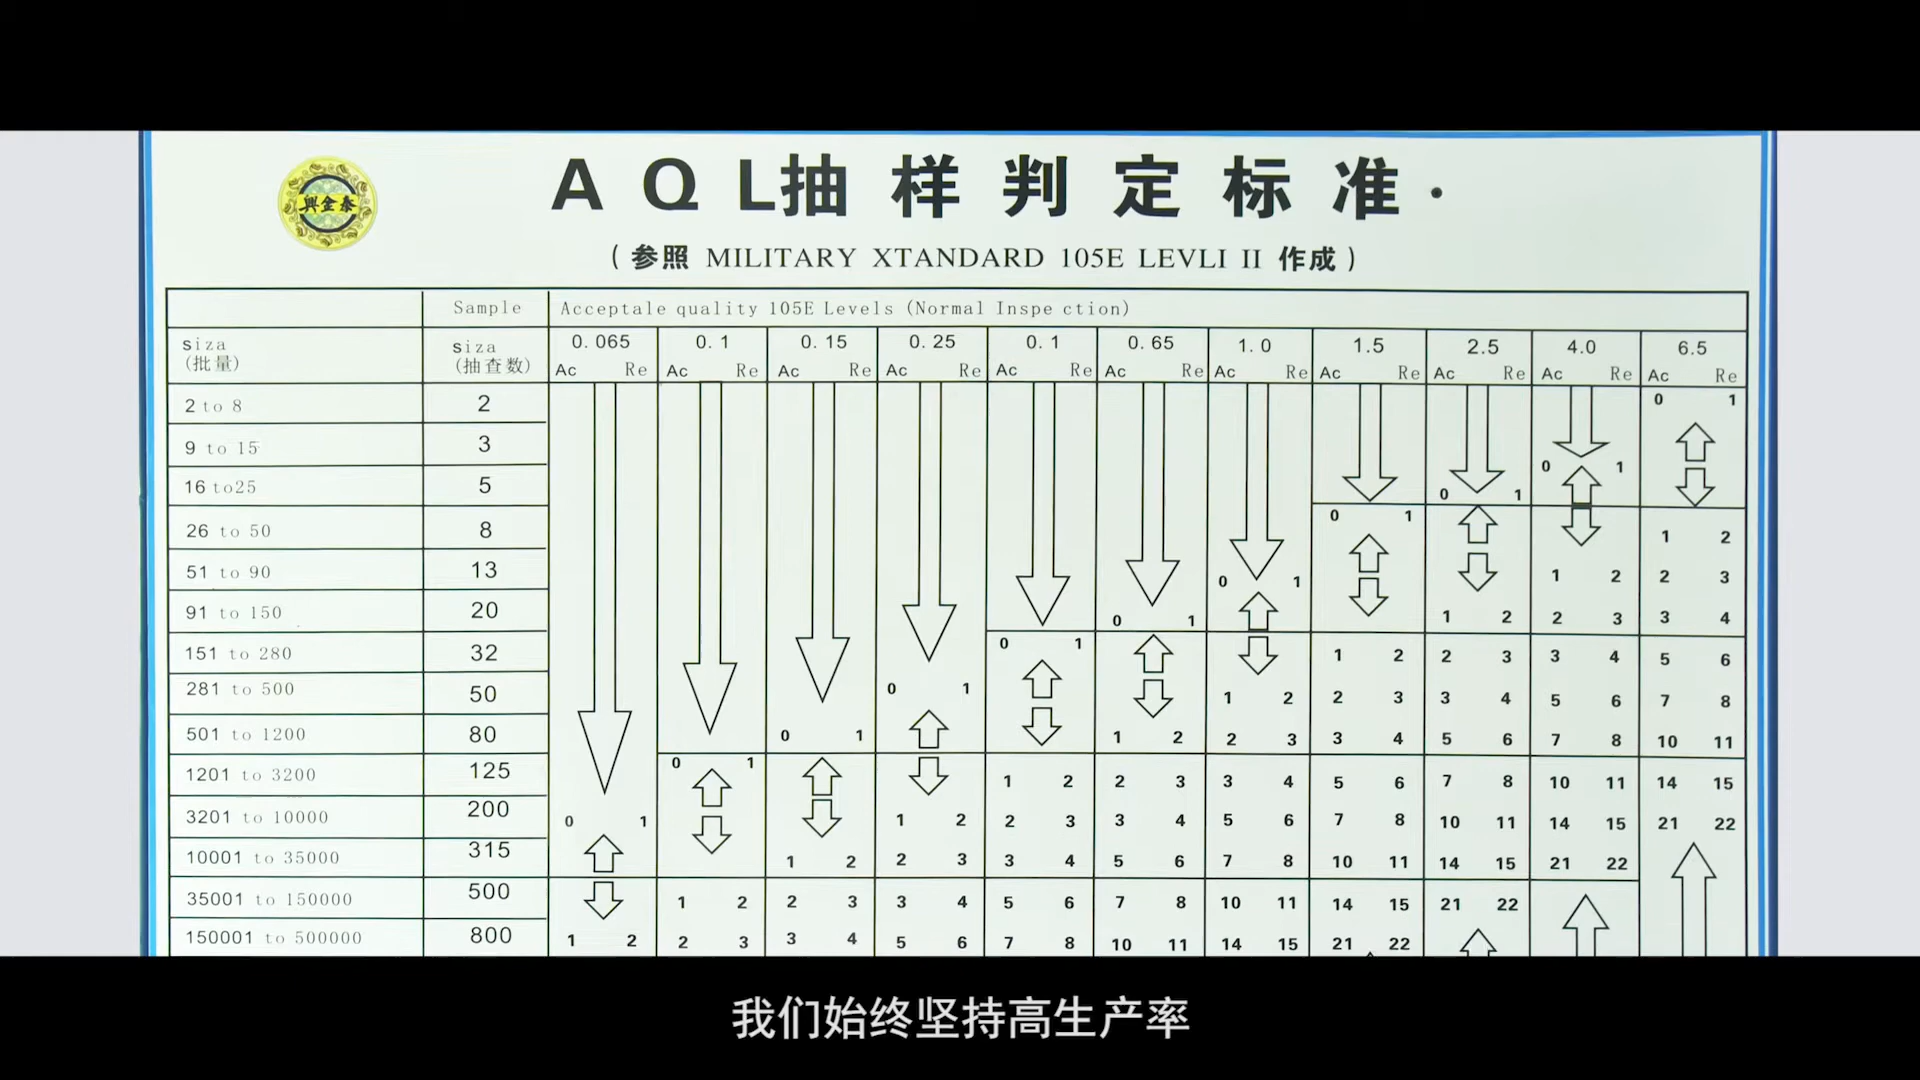 興金泰
AQL抽样判定标准·
(参照 MILITARY XTANDARD 105E LEVLI II 作成)
Sample Acceptale quality 105E Levels (Normal Inspe ction)
siza (批量) siza (抽查数) 0.065 0.1 0.15 0.25 0.1 0.65 1.0 1.5 2.5 4.0 6.5
Ac Re Ac Re Ac Re Ac Re Ac Re Ac Re Ac Re Ac Re Ac Re Ac Re Ac Re
2 to 8 2 0 1
9 to 15 3 0 1
16 to25 5 0 1
26 to 50 8 0 1 1 2
51 to 90 13 0 1 1 2 2 3
91 to 150 20 0 1 1 2 2 3 3 4
151 to 280 32 0 1 1 2 2 3 3 4 5 6
281 to 500 50 0 1 1 2 2 3 3 4 5 6 7 8
501 to 1200 80 0 1 1 2 2 3 3 4 5 6 7 8 10 11
1201 to 3200 125 0 1 1 2 2 3 3 4 5 6 7 8 10 11 14 15
3201 to 10000 200 0 1 1 2 2 3 3 4 5 6 7 8 10 11 14 15 21 22
10001 to 35000 315 1 2 2 3 3 4 5 6 7 8 10 11 14 15 21 22
35001 to 150000 500 1 2 2 3 3 4 5 6 7 8 10 11 14 15 21 22
150001 to 500000 800 1 2 2 3 3 4 5 6 7 8 10 11 14 15 21 22
我们始终坚持高生产率